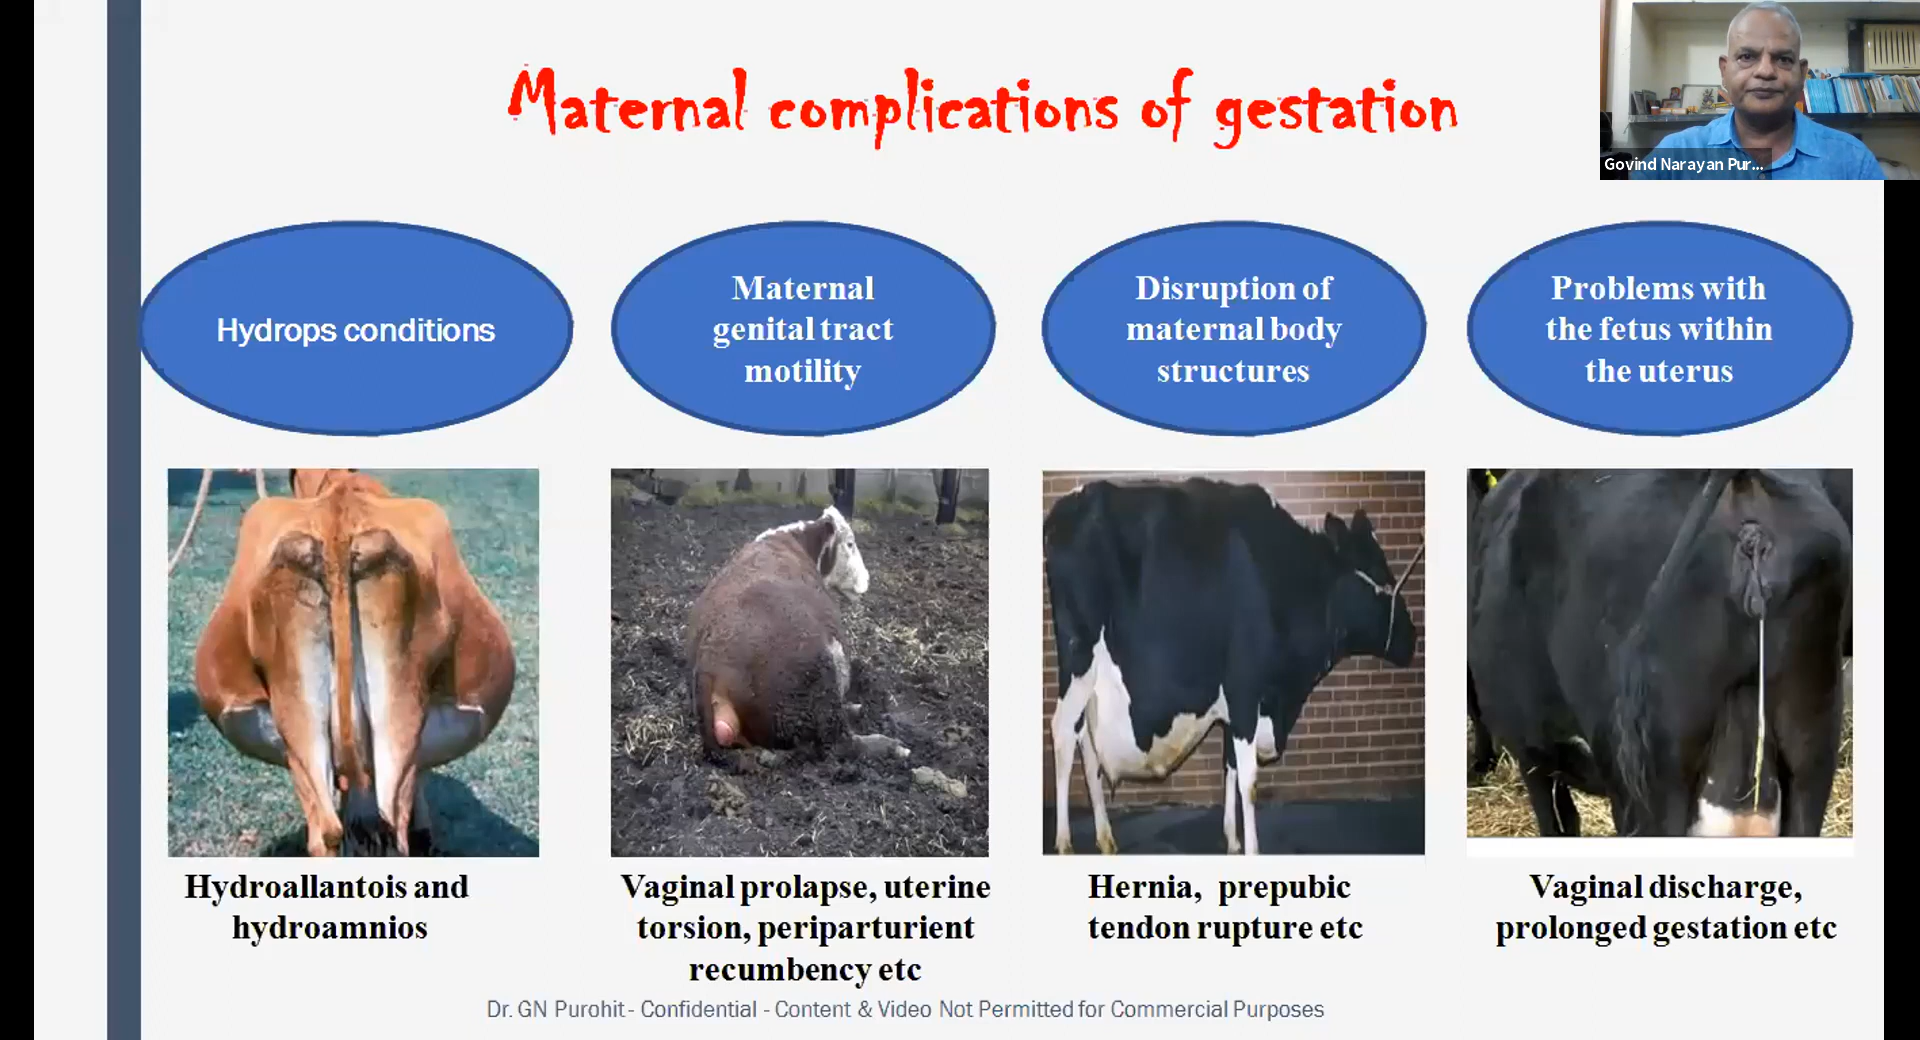 Maternal complications of gestation
Govind Narayan Pur...
Hydrops conditions
Maternal
genital tract
motility
Disruption of
maternal body
structures
Problems with
the fetus within
the uterus
Hydroallantois and
hydroamnios
Vaginal prolapse, uterine
torsion, periparturient
recumbency etc
Hernia, prepubic
tendon rupture etc
Vaginal discharge,
prolonged gestation etc
Dr. GN Purohit - Confidential - Content & Video Not Permitted for Commercial Purposes